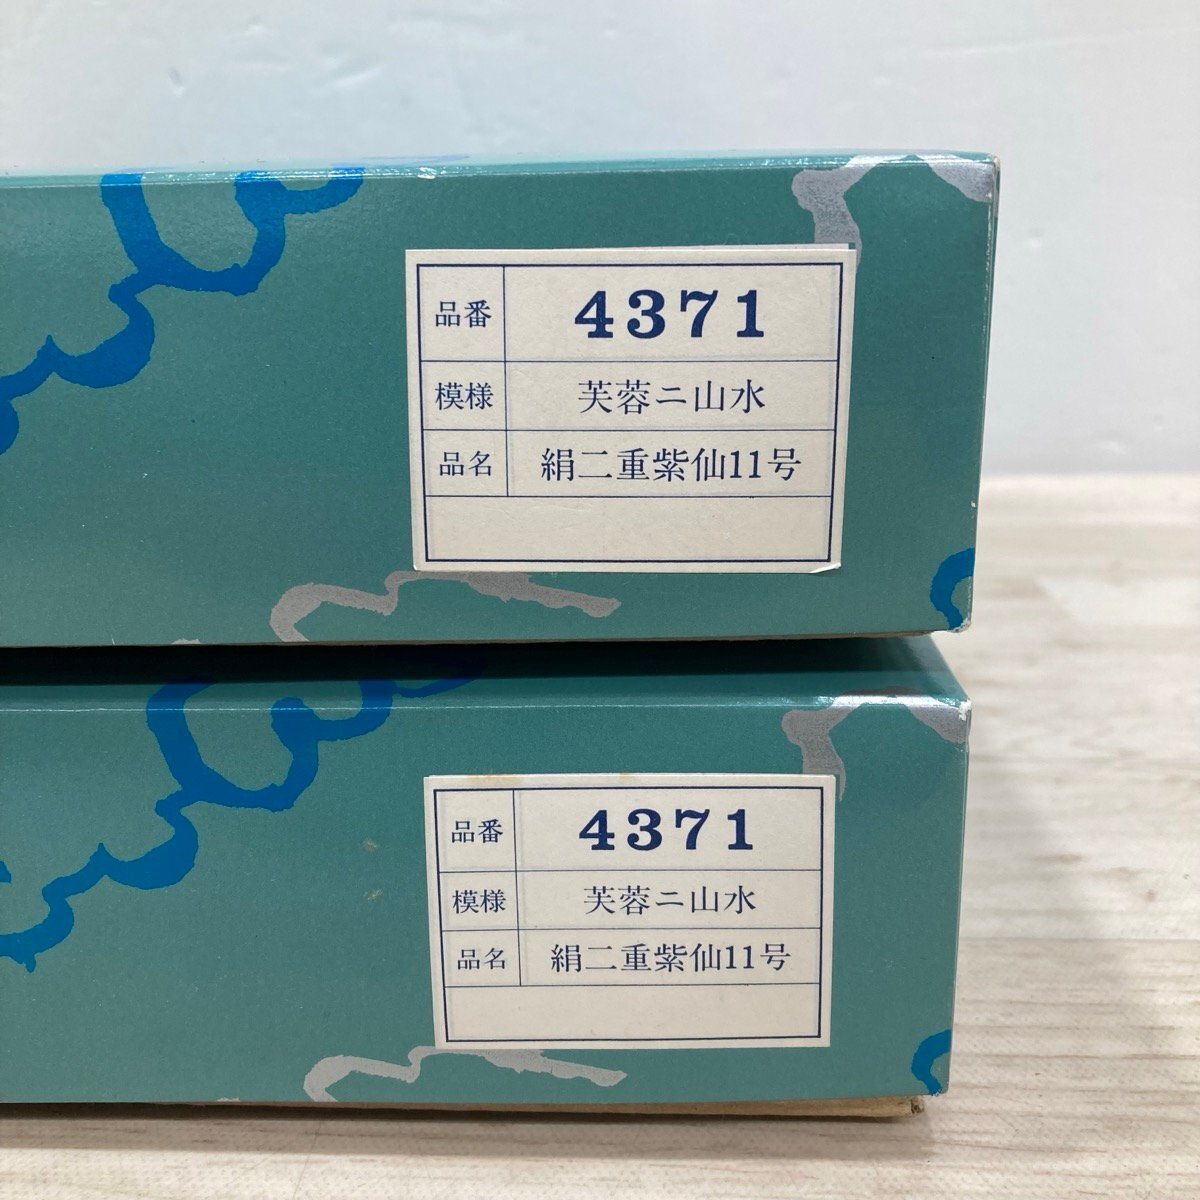 品番 4371
模様 芙蓉ニ山水
品名 絹二重紫仙11号
品番 4371
模様 芙蓉ニ山水
品名 絹二重紫仙11号